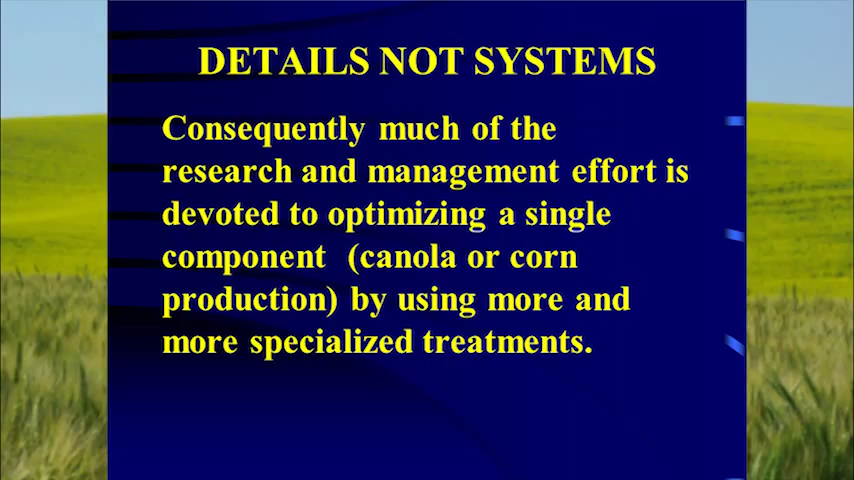 DETAILS NOT SYSTEMS
Consequently much of the
research and management effort is
devoted to optimizing a single
component (canola or corn
production) by using more and
more specialized treatments.